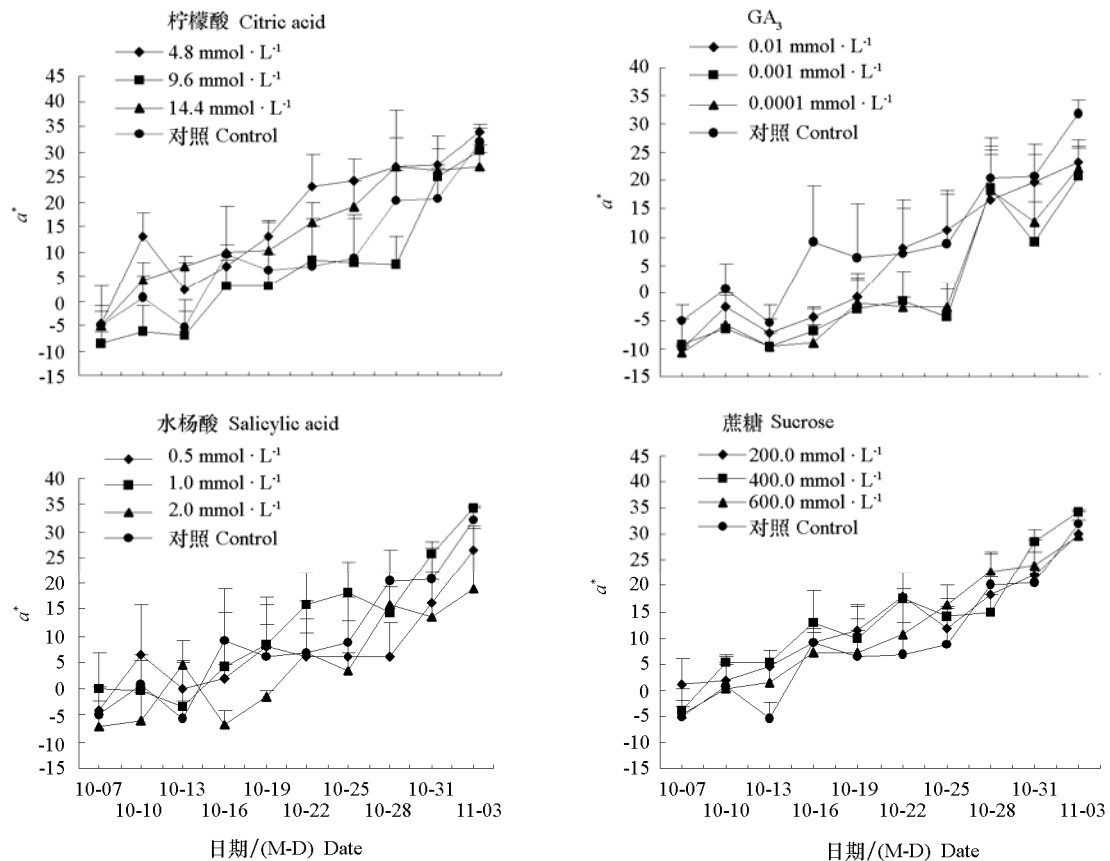 柠檬酸 Citric acid
4.8 mmol · L⁻¹
9.6 mmol · L⁻¹
14.4 mmol · L⁻¹
对照 Control
45
40
35
30
25
20
15
10
5
0
-5
-10
-15
a*
GA₃
0.01 mmol · L⁻¹
0.001 mmol · L⁻¹
0.0001 mmol · L⁻¹
对照 Control
40
35
30
25
20
15
10
5
0
-5
-10
-15
a*
水杨酸 Salicylic acid
0.5 mmol · L⁻¹
1.0 mmol · L⁻¹
2.0 mmol · L⁻¹
对照 Control
40
35
30
25
20
15
10
5
0
-5
-10
-15
a*
10-07 10-13 10-19 10-25 10-31
10-10 10-16 10-22 10-28 11-03
日期/(M-D) Date
蔗糖 Sucrose
200.0 mmol · L⁻¹
400.0 mmol · L⁻¹
600.0 mmol · L⁻¹
对照 Control
45
40
35
30
25
20
15
10
5
0
-5
-10
-15
a*
10-07 10-13 10-19 10-25 10-31
10-10 10-16 10-22 10-28 11-03
日期/(M-D) Date